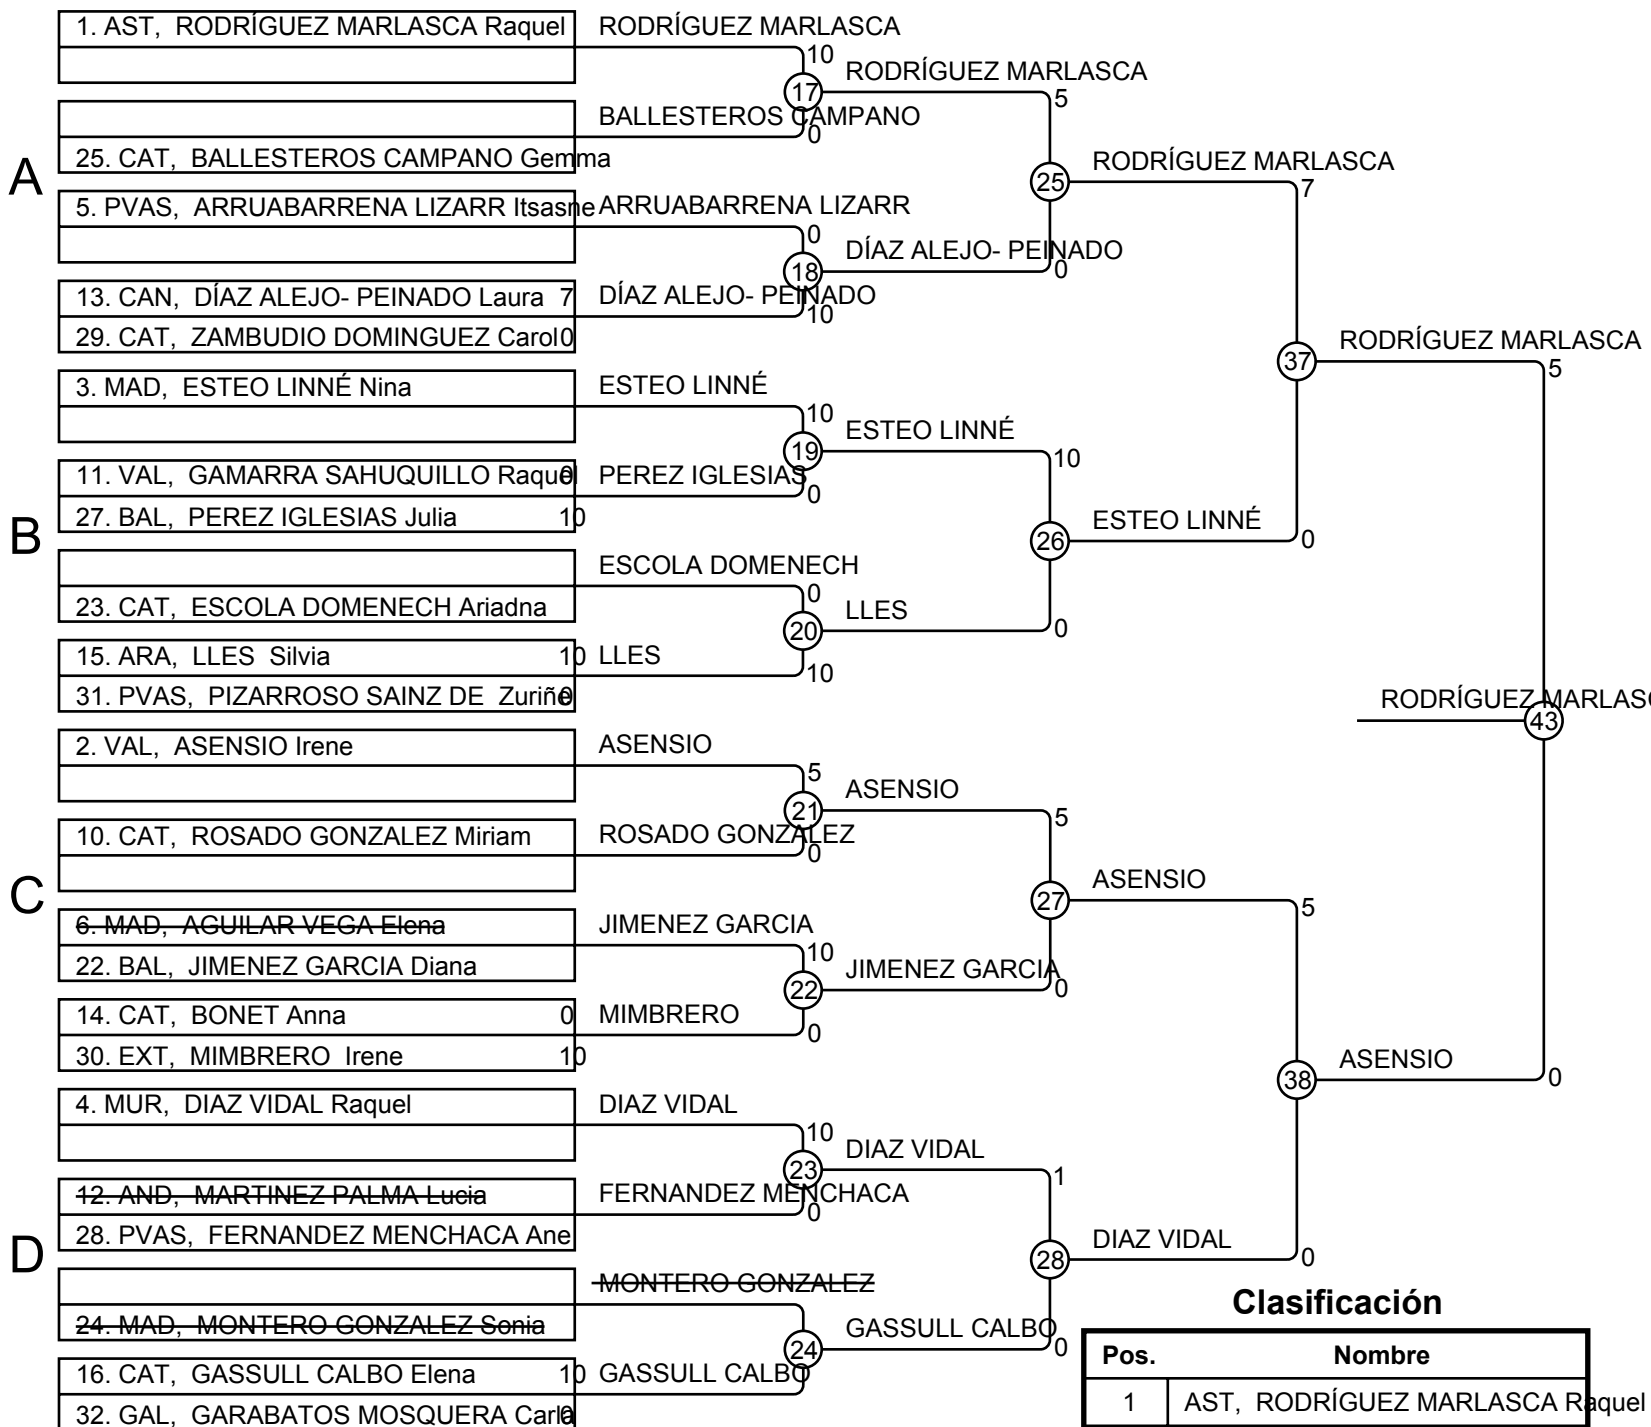 1. AST, RODRÍGUEZ MARLASCA Raquel
RODRÍGUEZ MARLASCA
10
17
RODRÍGUEZ MARLASCA
5
BALLESTEROS CAMPANO
0
25. CAT, BALLESTEROS CAMPANO Gemma
A
25
RODRÍGUEZ MARLASCA
7
5. PVAS, ARRUABARRENA LIZARR Itsasne
ARRUABARRENA LIZARR
0
18
DÍAZ ALEJO- PEINADO
0
13. CAN, DÍAZ ALEJO- PEINADO Laura 7
DÍAZ ALEJO- PEINADO
10
29. CAT, ZAMBUDIO DOMINGUEZ Carol 0
37
RODRÍGUEZ MARLASCA
5
3. MAD, ESTEO LINNÉ Nina
ESTEO LINNÉ
10
19
ESTEO LINNÉ
10
11. VAL, GAMARRA SAHUQUILLO Raquel 0
PEREZ IGLESIAS
0
27. BAL, PEREZ IGLESIAS Julia 10
B
26
ESTEO LINNÉ
0
ESCOLA DOMENECH
0
23. CAT, ESCOLA DOMENECH Ariadna
20
LLES
0
15. ARA, LLES Silvia 10
LLES
10
31. PVAS, PIZARROSO SAINZ DE Zuriñe 0
RODRÍGUEZ MARLASC
43
2. VAL, ASENSIO Irene
ASENSIO
5
21
ASENSIO
5
10. CAT, ROSADO GONZALEZ Miriam
ROSADO GONZALEZ
0
C
27
ASENSIO
5
6. MAD, AGUILAR VEGA Elena
JIMENEZ GARCIA
10
22. BAL, JIMENEZ GARCIA Diana
22
JIMENEZ GARCIA
0
14. CAT, BONET Anna 0
MIMBRERO
0
30. EXT, MIMBRERO Irene 10
38
ASENSIO
0
4. MUR, DIAZ VIDAL Raquel
DIAZ VIDAL
10
23
DIAZ VIDAL
1
12. AND, MARTINEZ PALMA Lucia
FERNANDEZ MENCHACA
0
28. PVAS, FERNANDEZ MENCHACA Ane
D
28
DIAZ VIDAL
0
MONTERO GONZALEZ
24. MAD, MONTERO GONZALEZ Sonia
24
GASSULL CALBO
0
16. CAT, GASSULL CALBO Elena 10
GASSULL CALBO
32. GAL, GARABATOS MOSQUERA Carla 0
Clasificación
Pos. Nombre
1 AST, RODRÍGUEZ MARLASCA Raquel